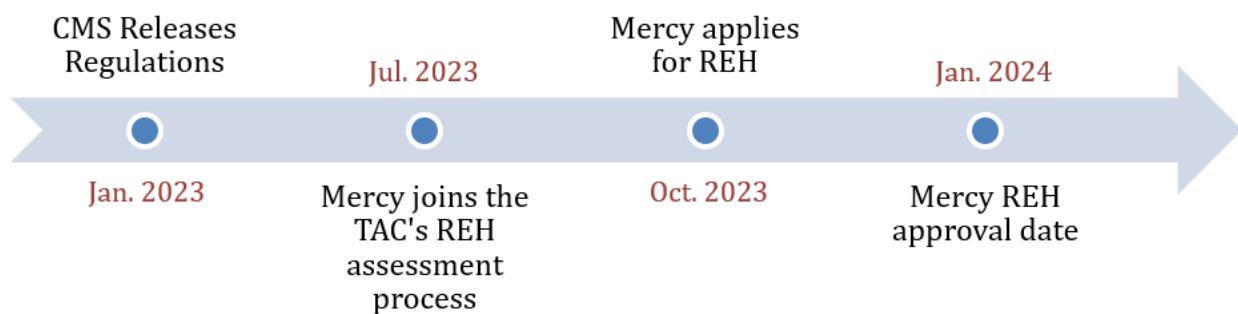 CMS Releases
Regulations
Jan. 2023
Jul. 2023
Mercy joins the
TAC's REH
assessment
process
Mercy applies
for REH
Oct. 2023
Jan. 2024
Mercy REH
approval date